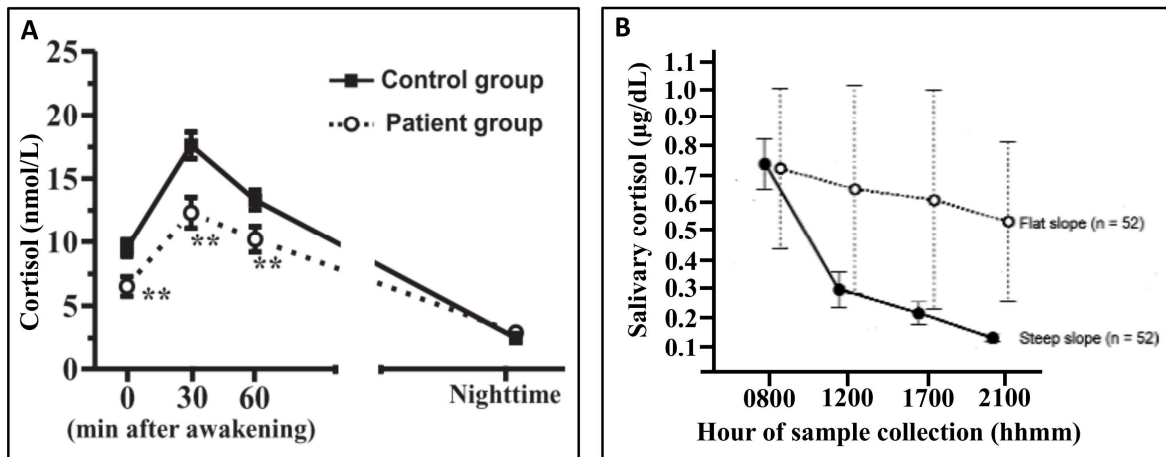 A
Cortisol (nmol/L)
25
20
15
10
5
0
Control group
Patient group
**
**
**
0 30 60
Nighttime
(min after awakening)
B
Salivary cortisol (µg/dL)
1.1
1.0
0.8
0.7
0.6
0.5
0.4
0.3
0.2
0.1
Flat slope (n = 52)
Steep slope (n = 52)
0800 1200 1700 2100
Hour of sample collection (hhmm)